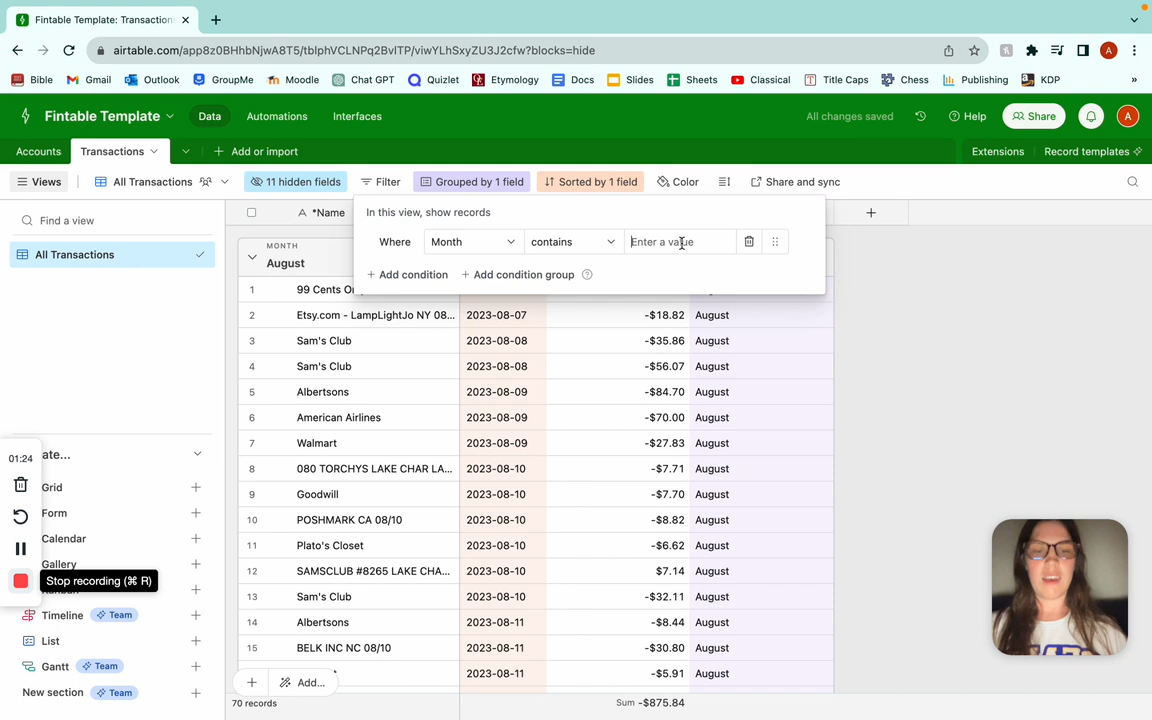 Fintable Template: Transaction
airtable.com/app8z0BHhbNjwA8T5/tblphVCLNPq2BvITP/viwYLhSxyZU3J2cfw?blocks=hide
A
Bible Gmail Outlook GroupMe Moodle Chat GPT Quizlet Etymology Docs Slides Sheets Classical Title Caps Chess Publishing KDP »
Fintable Template Data Automations Interfaces All changes saved Help Share A
Accounts Transactions Add or import Extensions Record templates
Views All Transactions 11 hidden fields Filter Grouped by 1 field Sorted by 1 field Color Share and sync
Find a view
All Transactions
*Name
In this view, show records
Where Month contains Enter a value
+ Add condition + Add condition group
MONTH
August
1 99 Cents O
2 Etsy.com - LampLightJo NY 08... 2023-08-07 -$18.82 August
3 Sam's Club 2023-08-08 -$35.86 August
4 Sam's Club 2023-08-08 -$56.07 August
5 Albertsons 2023-08-09 -$84.70 August
6 American Airlines 2023-08-09 -$70.00 August
7 Walmart 2023-08-09 -$27.83 August
8 080 TORCHYS LAKE CHAR LA... 2023-08-10 -$7.71 August
9 Goodwill 2023-08-10 -$7.70 August
10 POSHMARK CA 08/10 2023-08-10 -$8.82 August
11 Plato's Closet 2023-08-10 -$6.62 August
12 SAMSCLUB #8265 LAKE CHA... 2023-08-10 $7.14 August
13 Sam's Club 2023-08-10 -$32.11 August
14 Albertsons 2023-08-11 -$8.44 August
15 BELK INC NC 08/10 2023-08-11 -$30.80 August
2023-08-11 -$5.91 August
Add...
70 records Sum -$875.84
01:24
ate...
Grid
Form
Calendar
Gallery
Stop recording (⌘ R)
Timeline Team
List
Gantt Team
New section Team